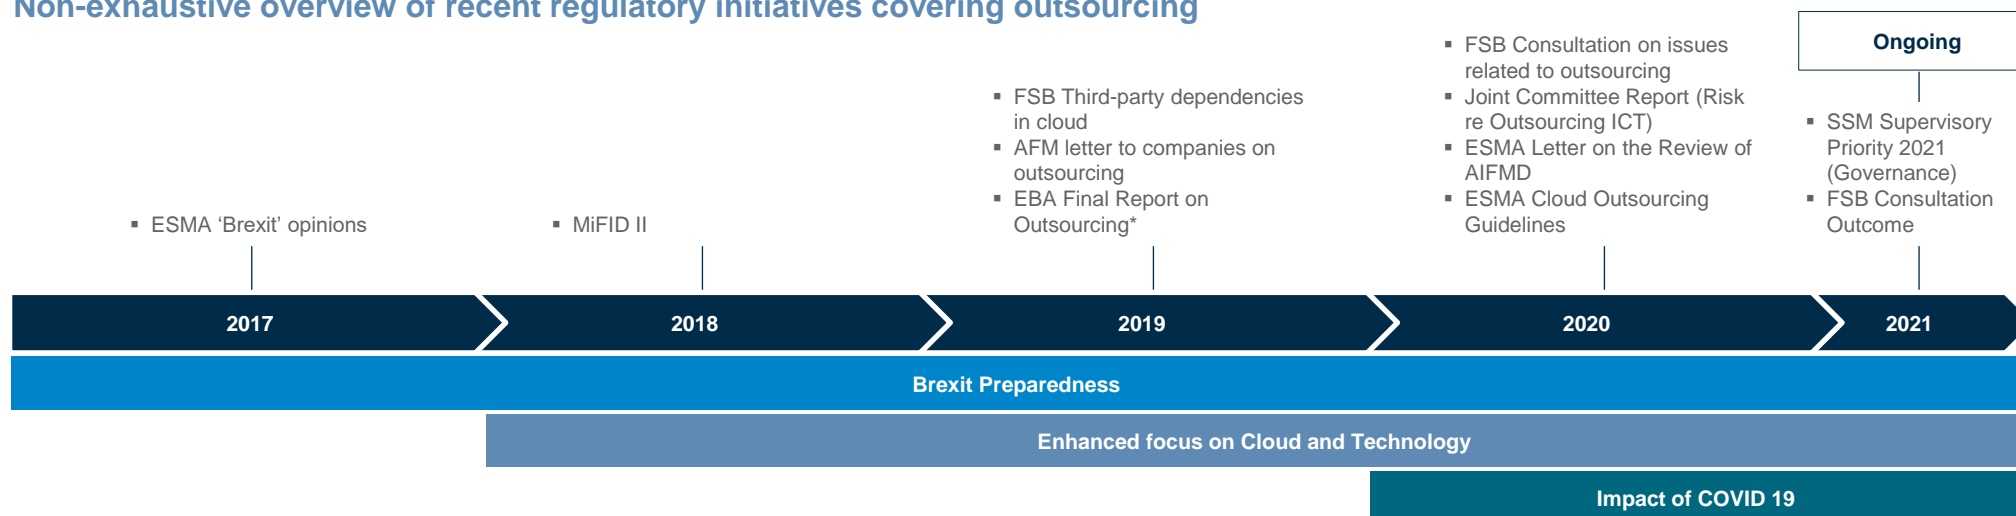 Non-exhaustive overview of recent regulatory initiatives covering outsourcing
Ongoing
▪ ESMA ‘Brexit’ opinions
▪ MiFID II
▪ FSB Third-party dependencies
in cloud
▪ AFM letter to companies on
outsourcing
▪ EBA Final Report on
Outsourcing*
▪ FSB Consultation on issues
related to outsourcing
▪ Joint Committee Report (Risk
re Outsourcing ICT)
▪ ESMA Letter on the Review of
AIFMD
▪ ESMA Cloud Outsourcing
Guidelines
▪ SSM Supervisory
Priority 2021
(Governance)
▪ FSB Consultation
Outcome
2017
2018
2019
2020
2021
Brexit Preparedness
Enhanced focus on Cloud and Technology
Impact of COVID 19